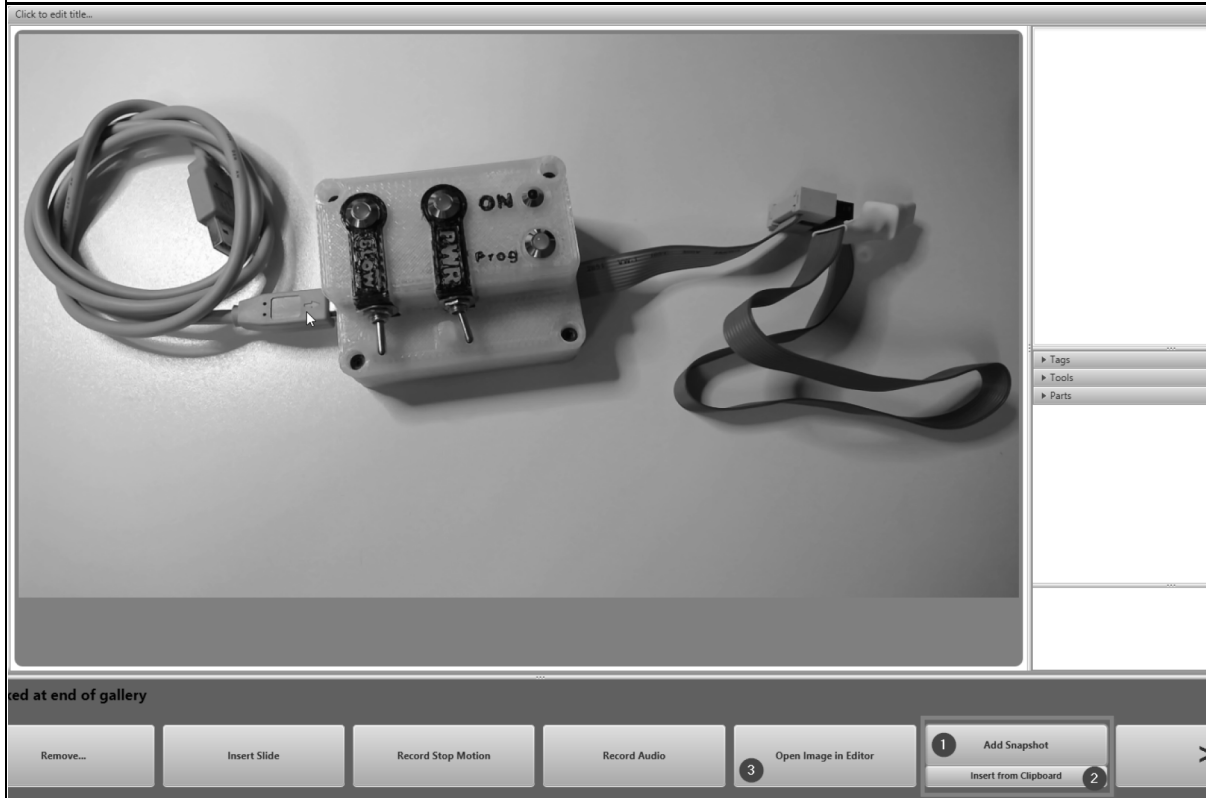 Click to edit title...
ON
GLOW
PWR
Prog
▸ Tags
▸ Tools
▸ Parts
ked at end of gallery
Remove...
Insert Slide
Record Stop Motion
Record Audio
Open Image in Editor
3
1
Add Snapshot
Insert from Clipboard
2
>